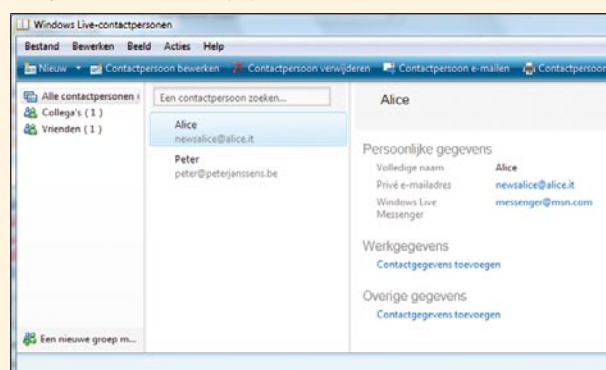 Windows Live-contactpersonen
Bestand Bewerken Beeld Acties Help
Nieuw Contactpersoon bewerken Contactpersoon verwijderen Contactpersoon e-mailen Contactpersoon
Alle contactpersonen (
Collega's ( 1 )
Vrienden ( 1 )
Een nieuwe groep m...
Een contactpersoon zoeken...
Alice
newsalice@alice.it
Peter
peter@peterjanssens.be
Alice
Persoonlijke gegevens
Volledige naam Alice
Privé e-mailadres newsalice@alice.it
Windows Live messenger@msn.com
Messenger
Werkgegevens
Contactgegevens toevoegen
Overige gegevens
Contactgegevens toevoegen